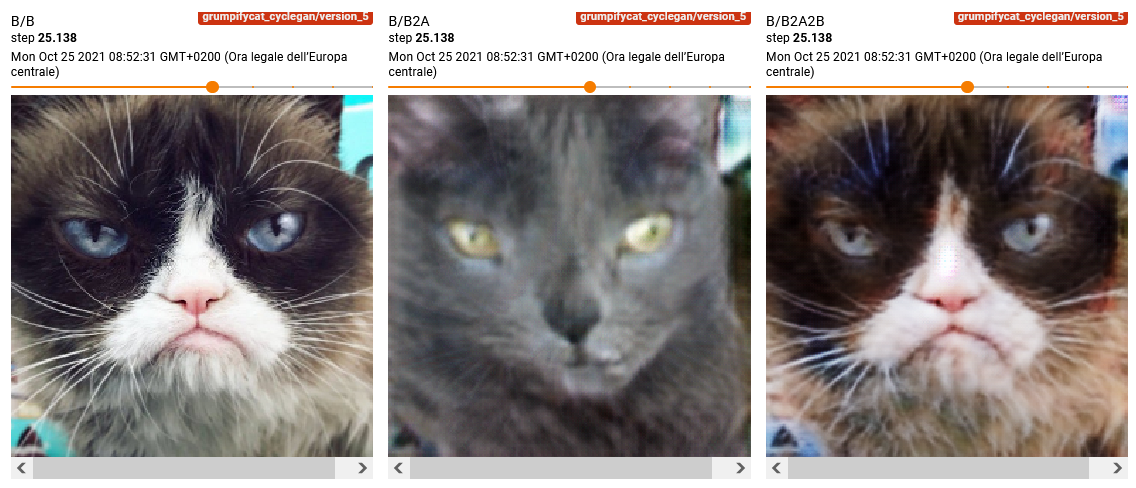 B/B
grumpifycat_cyclegan/version_5
step 25.138
Mon Oct 25 2021 08:52:31 GMT+0200 (Ora legale dell’Europa
centrale)
B/B2A
grumpifycat_cyclegan/version_5
step 25.138
Mon Oct 25 2021 08:52:31 GMT+0200 (Ora legale dell’Europa
centrale)
B/B2A2B
grumpifycat_cyclegan/version_5
step 25.138
Mon Oct 25 2021 08:52:31 GMT+0200 (Ora legale dell’Europa
centrale)